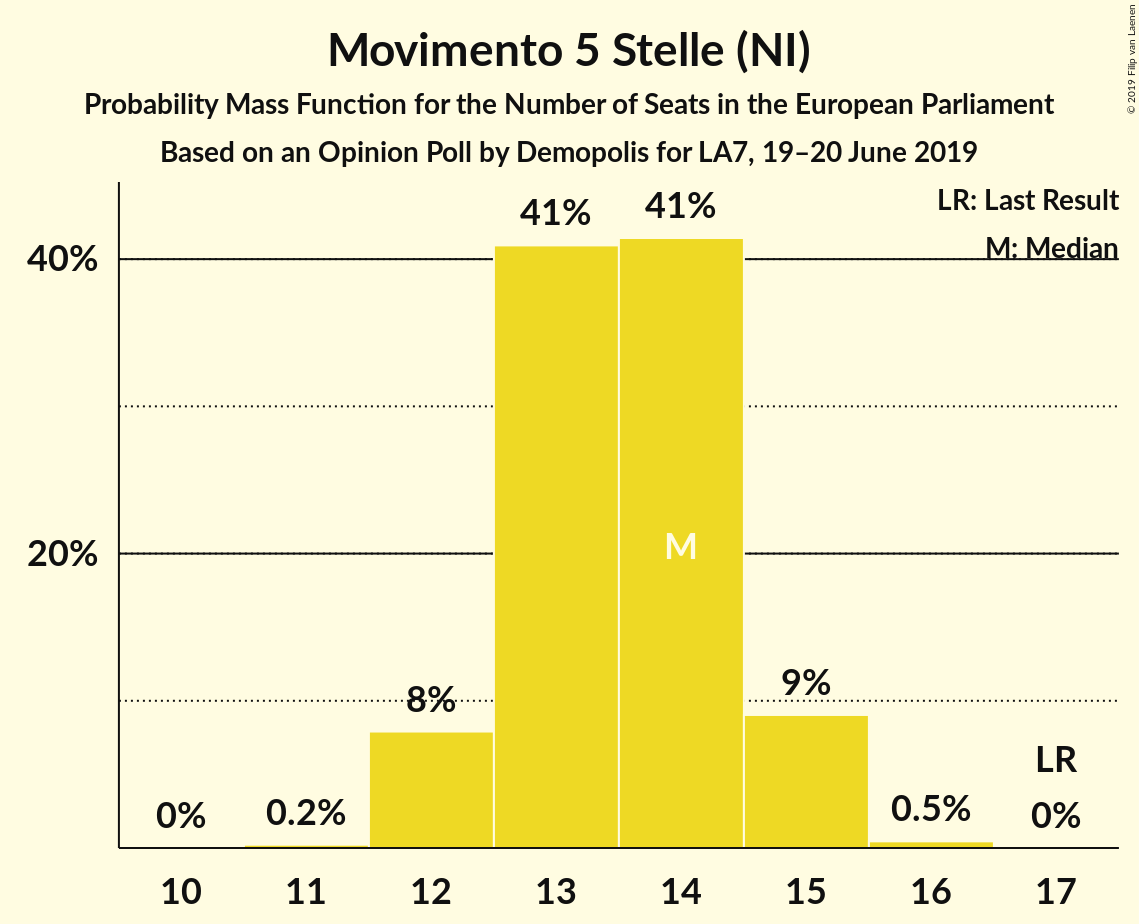 Movimento 5 Stelle (NI)
Probability Mass Function for the Number of Seats in the European Parliament
Based on an Opinion Poll by Demopolis for LA7, 19–20 June 2019
© 2019 Filip van Laenen
LR: Last Result
M: Median
40%
20%
0%
0.2%
8%
41%
41%
M
9%
0.5%
LR
0%
10 11 12 13 14 15 16 17